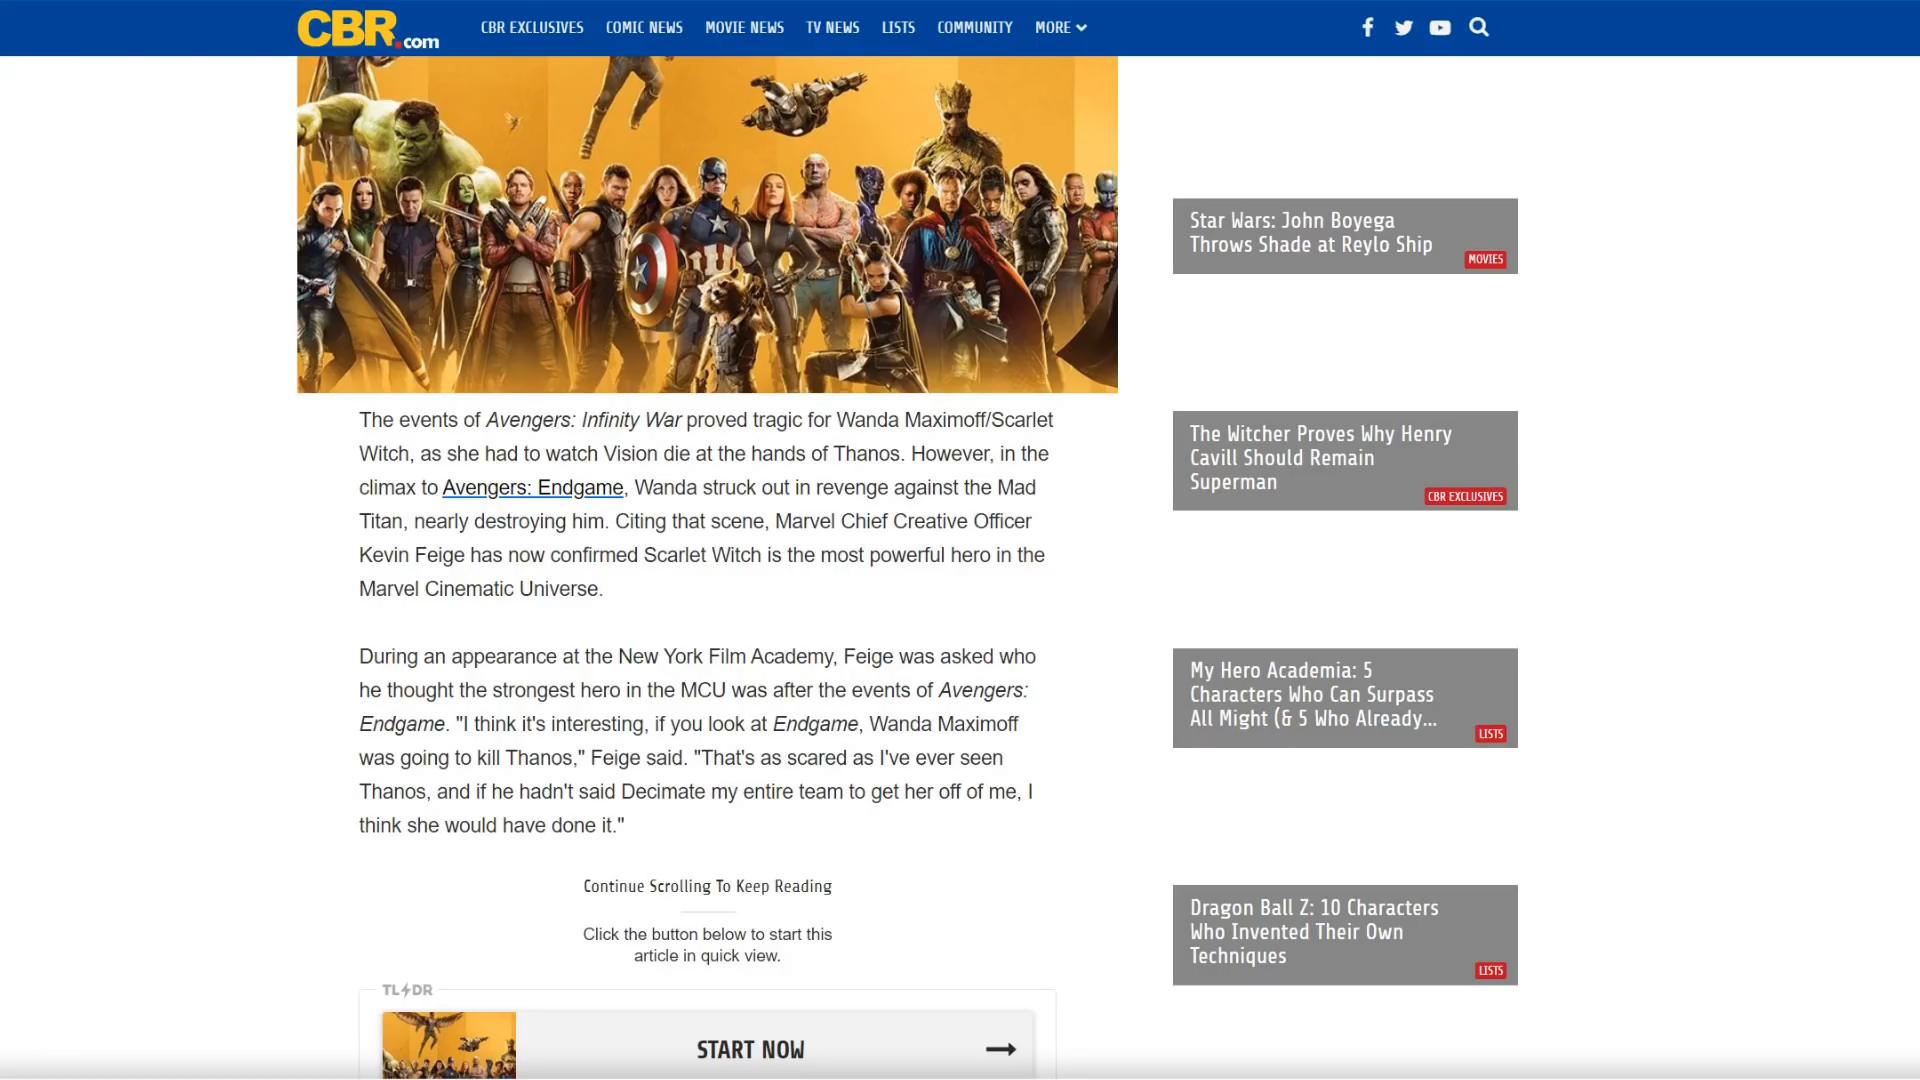 CBR.com
CBR EXCLUSIVES COMIC NEWS MOVIE NEWS TV NEWS LISTS COMMUNITY MORE
The events of Avengers: Infinity War proved tragic for Wanda Maximoff/Scarlet
Witch, as she had to watch Vision die at the hands of Thanos. However, in the
climax to Avengers: Endgame, Wanda struck out in revenge against the Mad
Titan, nearly destroying him. Citing that scene, Marvel Chief Creative Officer
Kevin Feige has now confirmed Scarlet Witch is the most powerful hero in the
Marvel Cinematic Universe.
During an appearance at the New York Film Academy, Feige was asked who
he thought the strongest hero in the MCU was after the events of Avengers:
Endgame. "I think it's interesting, if you look at Endgame, Wanda Maximoff
was going to kill Thanos," Feige said. "That's as scared as I've ever seen
Thanos, and if he hadn't said Decimate my entire team to get her off of me, I
think she would have done it."
Continue Scrolling To Keep Reading
Click the button below to start this
article in quick view.
TL DR
START NOW
Star Wars: John Boyega
Throws Shade at Reylo Ship
MOVIES
The Witcher Proves Why Henry
Cavill Should Remain
Superman
CBR EXCLUSIVES
My Hero Academia: 5
Characters Who Can Surpass
All Might (& 5 Who Already...
LISTS
Dragon Ball Z: 10 Characters
Who Invented Their Own
Techniques
LISTS